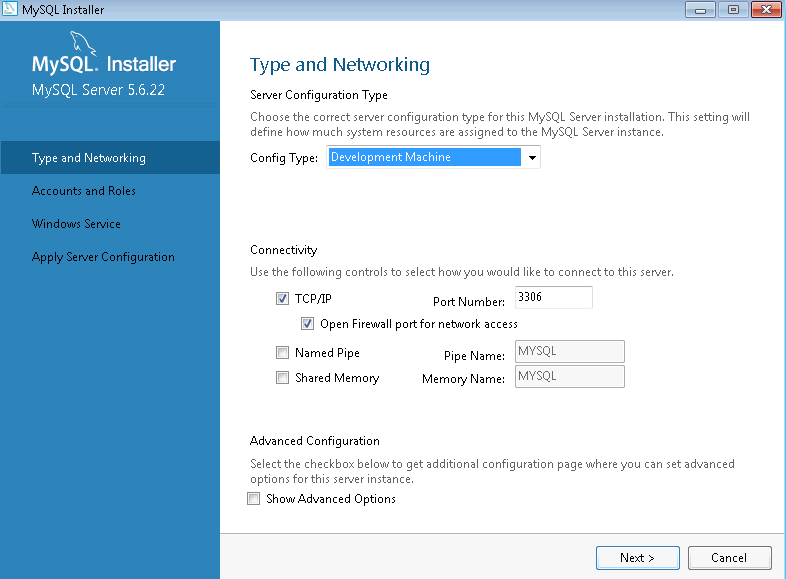 MySQL Installer
MySQL. Installer
MySQL Server 5.6.22
Type and Networking
Accounts and Roles
Windows Service
Apply Server Configuration
Type and Networking
Server Configuration Type
Choose the correct server configuration type for this MySQL Server installation. This setting will
define how much system resources are assigned to the MySQL Server instance.
Config Type: Development Machine
Connectivity
Use the following controls to select how you would like to connect to this server.
TCP/IP Port Number: 3306
Open Firewall port for network access
Named Pipe Pipe Name: MYSQL
Shared Memory Memory Name: MYSQL
Advanced Configuration
Select the checkbox below to get additional configuration page where you can set advanced
options for this server instance.
Show Advanced Options
Next > Cancel